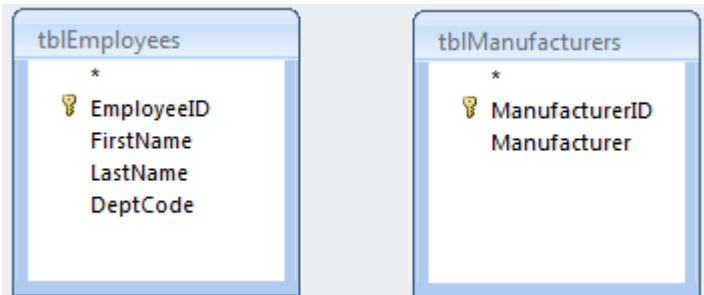 tblEmployees
*
EmployeeID
FirstName
LastName
DeptCode
tblManufacturers
*
ManufacturerID
Manufacturer